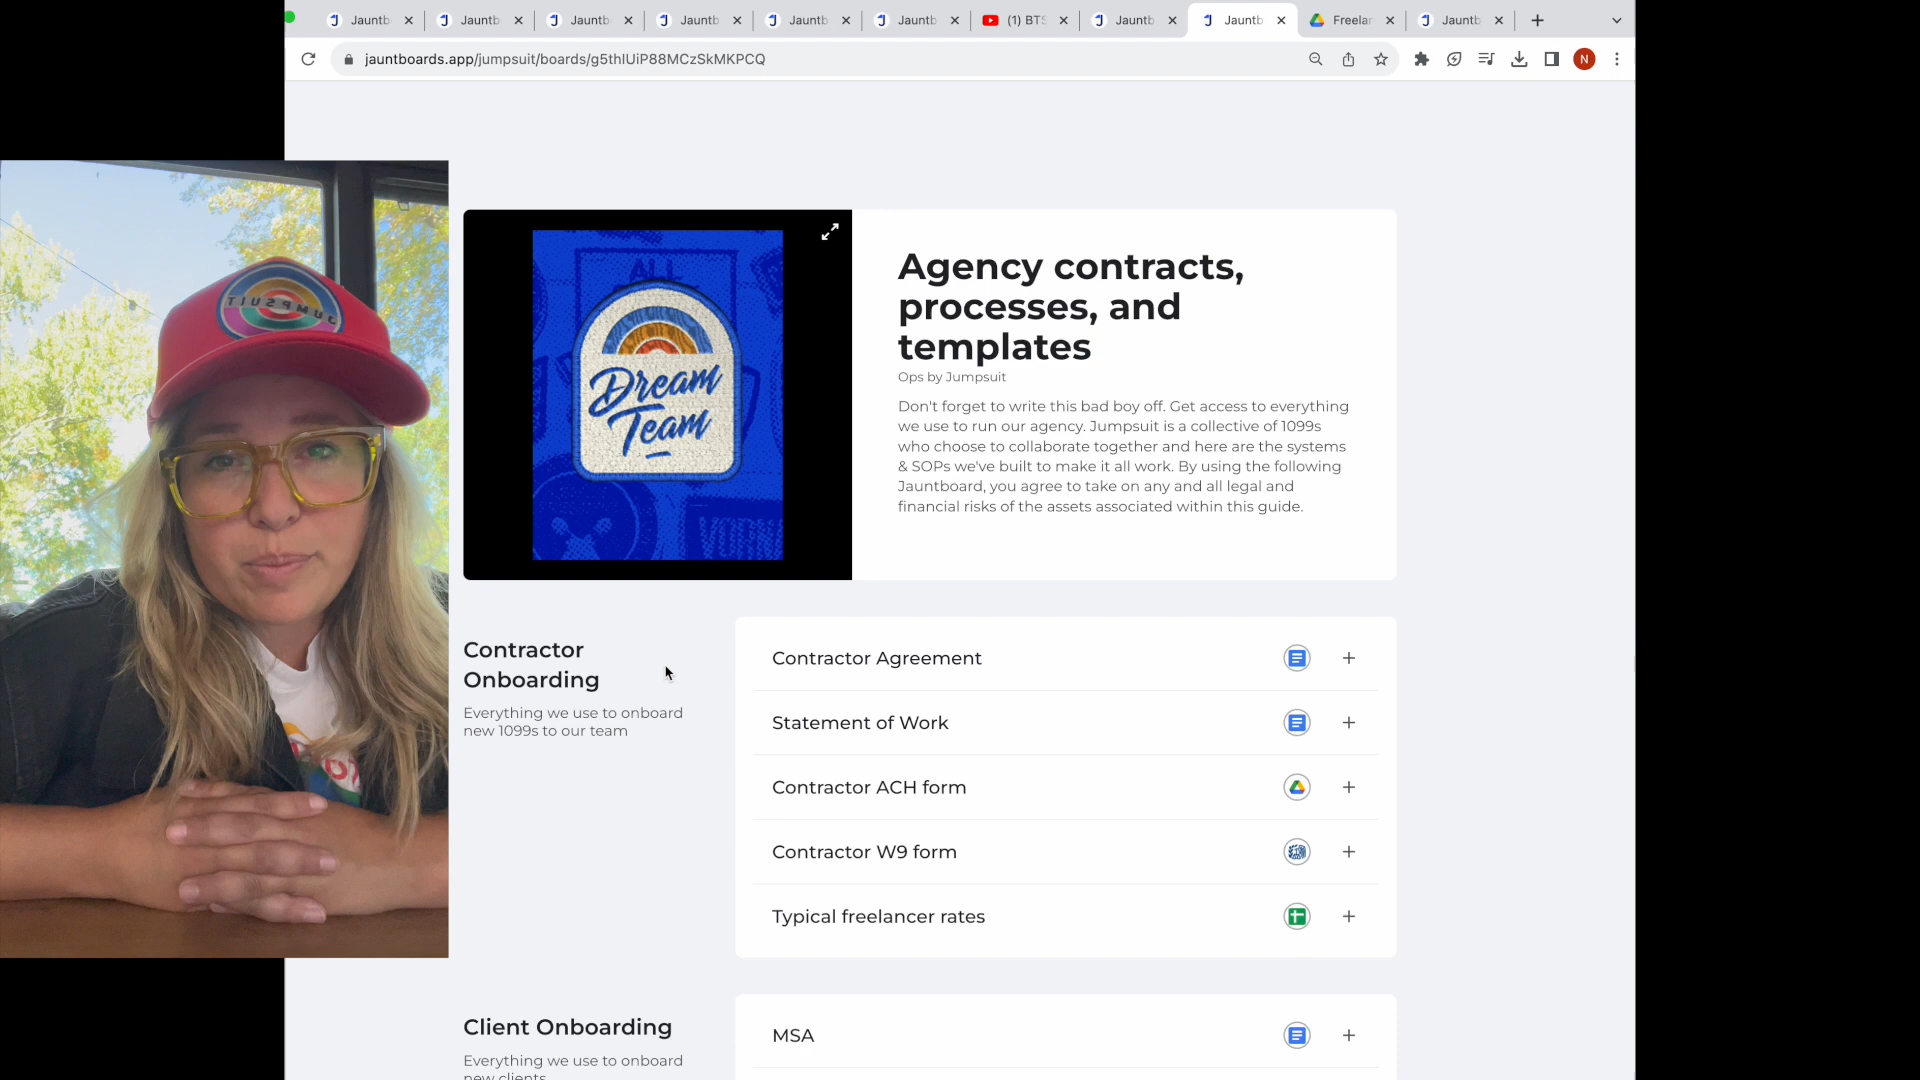 Jauntb
Jauntb
Jauntb
Jauntb
Jauntb
Jauntb
(1) BTS
Jauntb
Jauntb
Freelan
Jauntb
jauntboards.app/jumpsuit/boards/g5thIUiP88MCzSkMKPCQ
N
JUMPSUIT
ALL
Dream
Team
Agency contracts,
processes, and
templates
Ops by Jumpsuit
Don't forget to write this bad boy off. Get access to everything
we use to run our agency. Jumpsuit is a collective of 1099s
who choose to collaborate together and here are the systems
& SOPs we've built to make it all work. By using the following
Jauntboard, you agree to take on any and all legal and
financial risks of the assets associated within this guide.
Contractor
Onboarding
Everything we use to onboard
new 1099s to our team
Contractor Agreement
Statement of Work
Contractor ACH form
Contractor W9 form
Typical freelancer rates
Client Onboarding
Everything we use to onboard
new clients
MSA